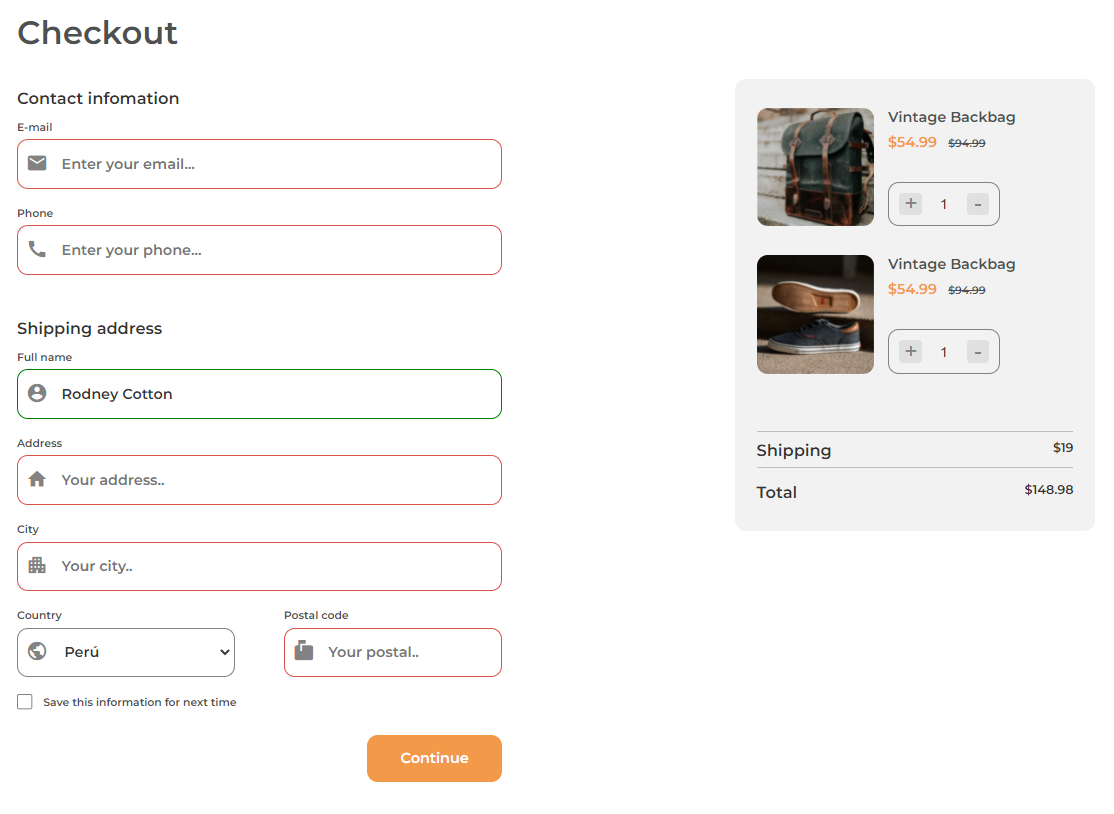 Checkout
Contact infomation
E-mail
Enter your email...
Phone
Enter your phone...
Shipping address
Full name
Rodney Cotton
Address
Your address..
City
Your city..
Country
Perú
Postal code
Your postal..
Save this information for next time
Continue
Vintage Backbag
$54.99 $94.99
+ 1 -
Vintage Backbag
$54.99 $94.99
+ 1 -
Shipping $19
Total $148.98